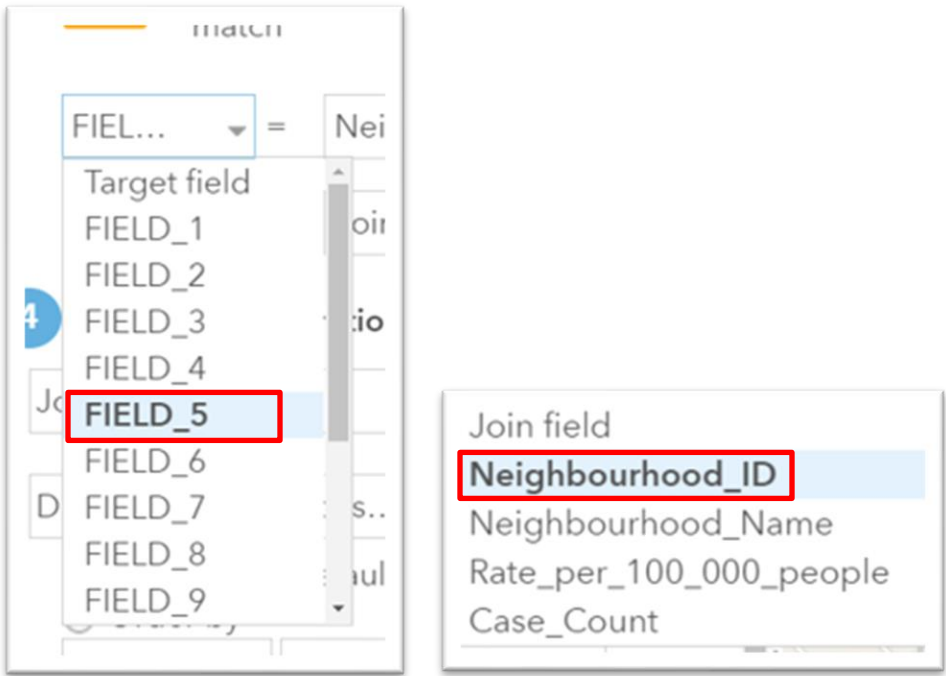 match
FIEL... = Nei
Target field
FIELD_1
FIELD_2
4 FIELD_3
FIELD_4
FIELD_5
FIELD_6
D FIELD_7 s..
FIELD_8
FIELD_9
Join field
Neighbourhood_ID
Neighbourhood_Name
Rate_per_100_000_people
Case_Count